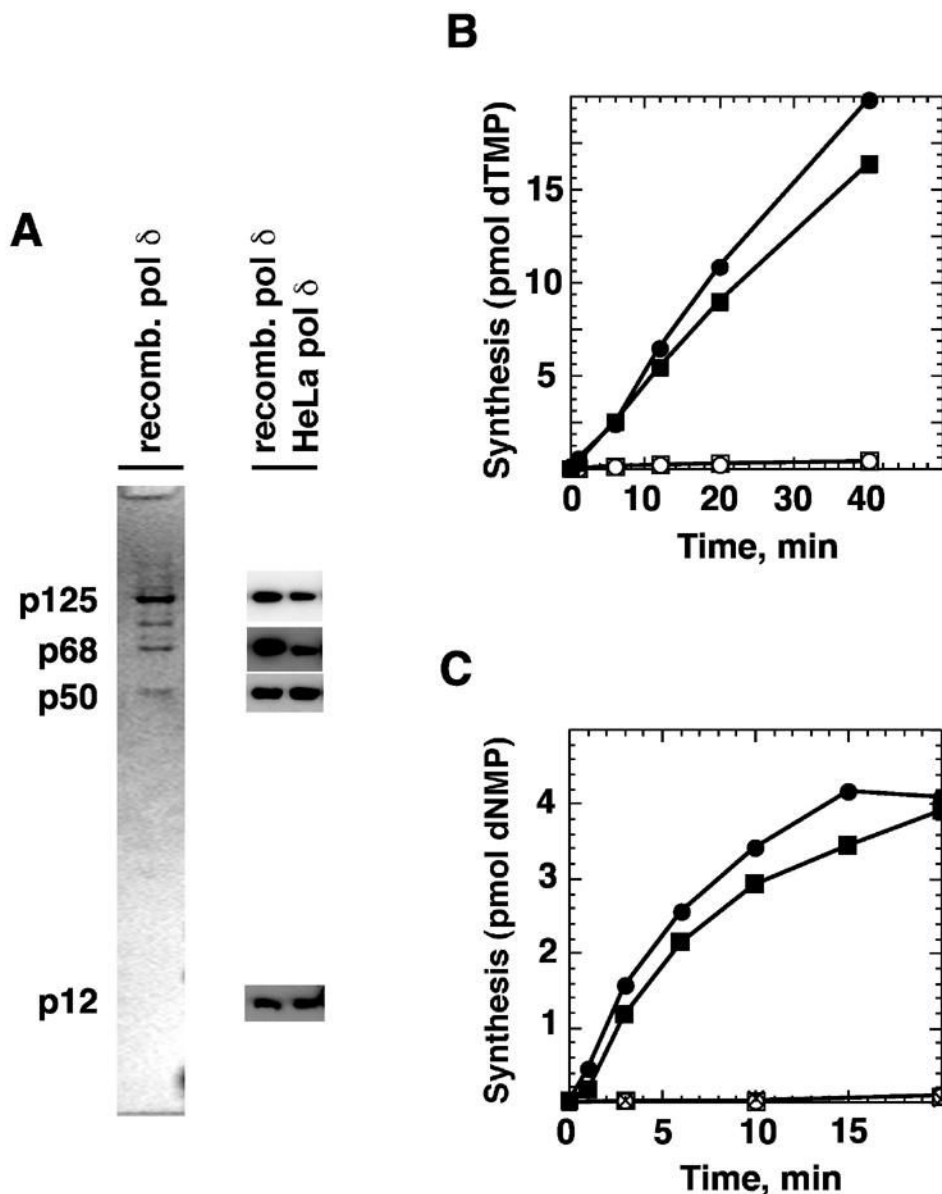 A
recomb. pol δ
recomb. pol δ
HeLa pol δ
p125
p68
p50
p12
B
Synthesis (pmol dTMP)
15
10
5
0 10 20 30 40
Time, min
C
Synthesis (pmol dNMP)
4
3
2
1
0 5 10 15
Time, min